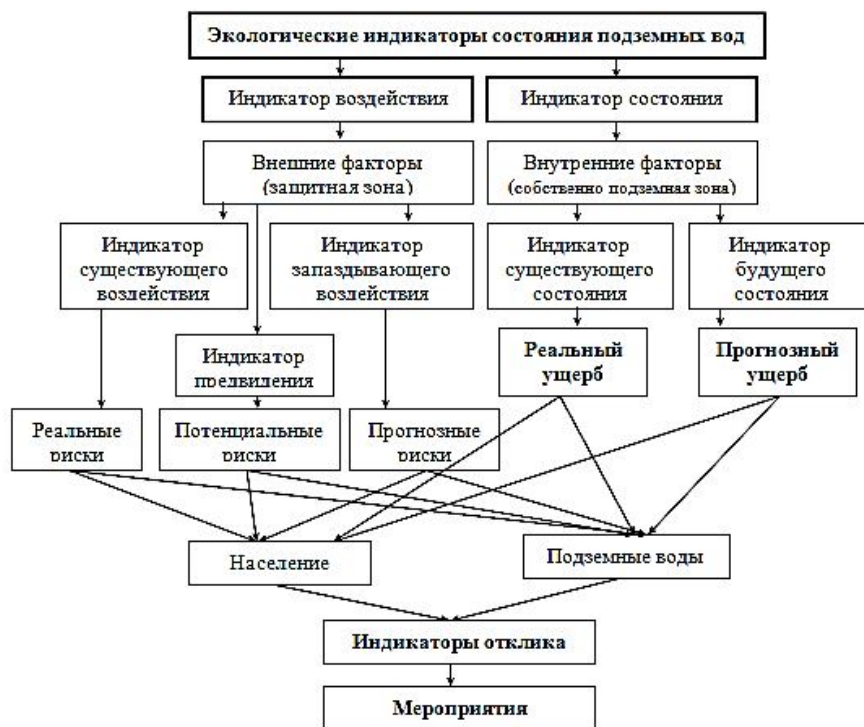 Экологические индикаторы состояния подземных вод
Индикатор воздействия
Индикатор состояния
Внешние факторы
(защитная зона)
Внутренние факторы
(собственно подземная зона)
Индикатор
существующего
воздействия
Индикатор
запаздывающего
воздействия
Индикатор
существующего
состояния
Индикатор
будущего
состояния
Индикатор
предвидения
Реальный
ущерб
Прогнозный
ущерб
Реальные
риски
Потенциальные
риски
Прогнозные
риски
Население
Подземные воды
Индикаторы отклика
Мероприятия